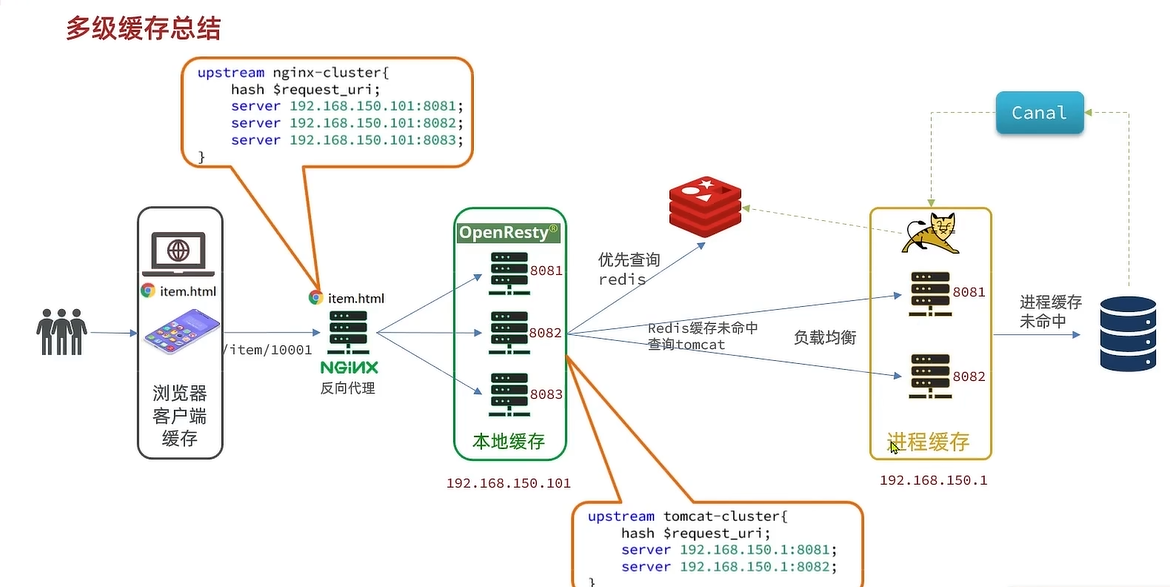 多级缓存总结
upstream nginx-cluster{
hash $request_uri;
server 192.168.150.101:8081;
server 192.168.150.101:8082;
server 192.168.150.101:8083;
}
Canal
OpenResty®
优先查询
redis
item.html
item.html
8081
8082
8083
/item/10001
NGiNX
反向代理
Redis缓存未命中
查询tomcat
负载均衡
8081
8082
进程缓存
未命中
浏览器
客户端
缓存
本地缓存
进程缓存
192.168.150.101
192.168.150.1
upstream tomcat-cluster{
hash $request_uri;
server 192.168.150.1:8081;
server 192.168.150.1:8082;
}